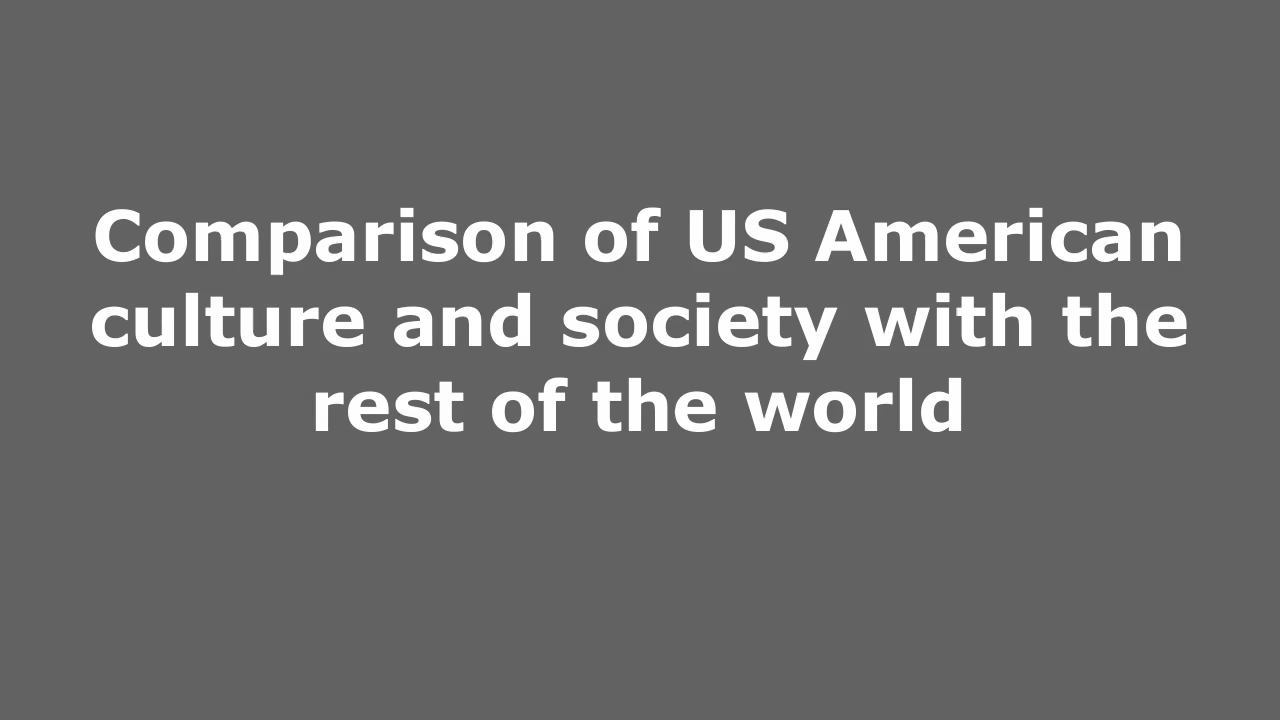 Comparison of US American
culture and society with the
rest of the world